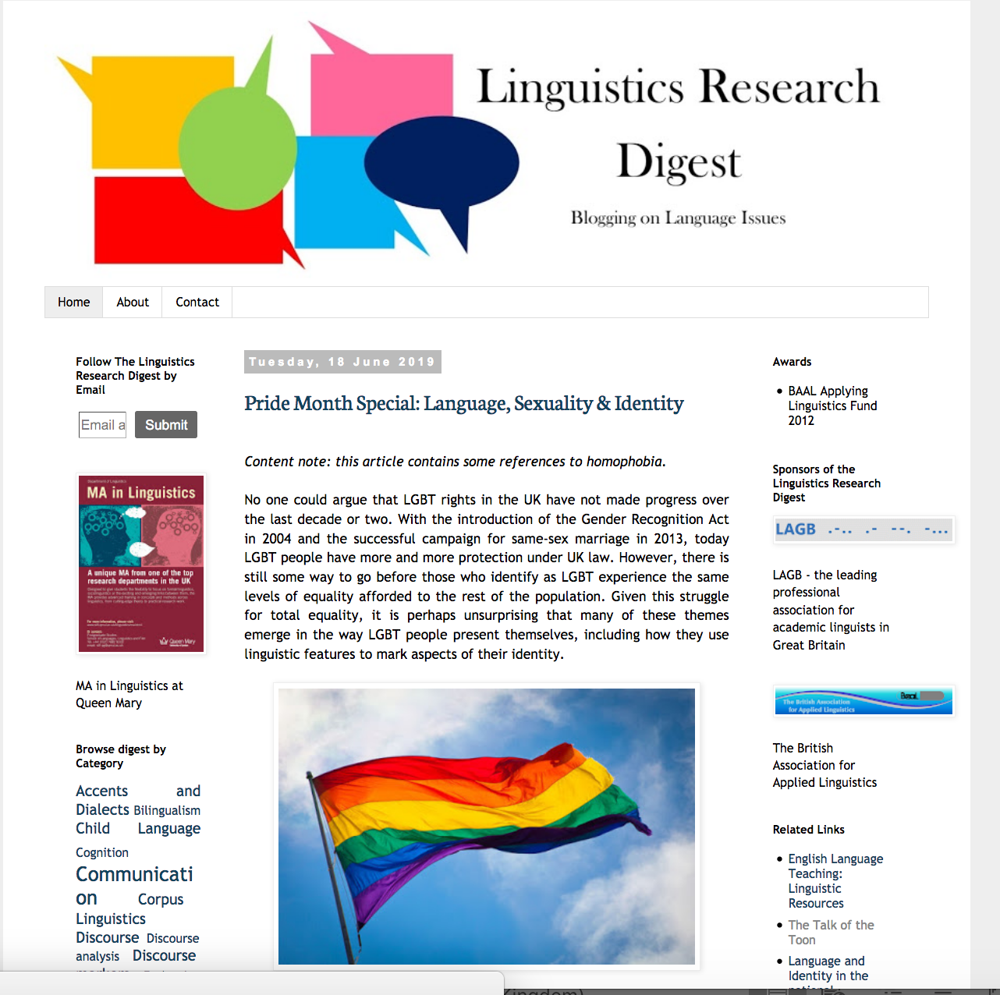 Linguistics Research
Digest
Blogging on Language Issues
Home About Contact
Follow The Linguistics
Research Digest by
Email
Email a Submit
MA in Linguistics
A unique MA from one of the top
research departments in the UK
Queen Mary
MA in Linguistics at
Queen Mary
Browse digest by
Category
Accents and
Dialects Bilingualism
Child Language
Cognition
Communicati
on Corpus
Linguistics
Discourse Discourse
analysis Discourse
Tuesday, 18 June 2019
Pride Month Special: Language, Sexuality & Identity
Content note: this article contains some references to homophobia.
No one could argue that LGBT rights in the UK have not made progress over
the last decade or two. With the introduction of the Gender Recognition Act
in 2004 and the successful campaign for same-sex marriage in 2013, today
LGBT people have more and more protection under UK law. However, there is
still some way to go before those who identify as LGBT experience the same
levels of equality afforded to the rest of the population. Given this struggle
for total equality, it is perhaps unsurprising that many of these themes
emerge in the way LGBT people present themselves, including how they use
linguistic features to mark aspects of their identity.
Awards
• BAAL Applying
Linguistics Fund
2012
Sponsors of the
Linguistics Research
Digest
LAGB .-.. .- --. -...
LAGB - the leading
professional
association for
academic linguists in
Great Britain
The British Association
for Applied Linguistics
The British
Association for
Applied Linguistics
Related Links
• English Language
Teaching:
Linguistic
Resources
• The Talk of the
Toon
• Language and
Identity in the